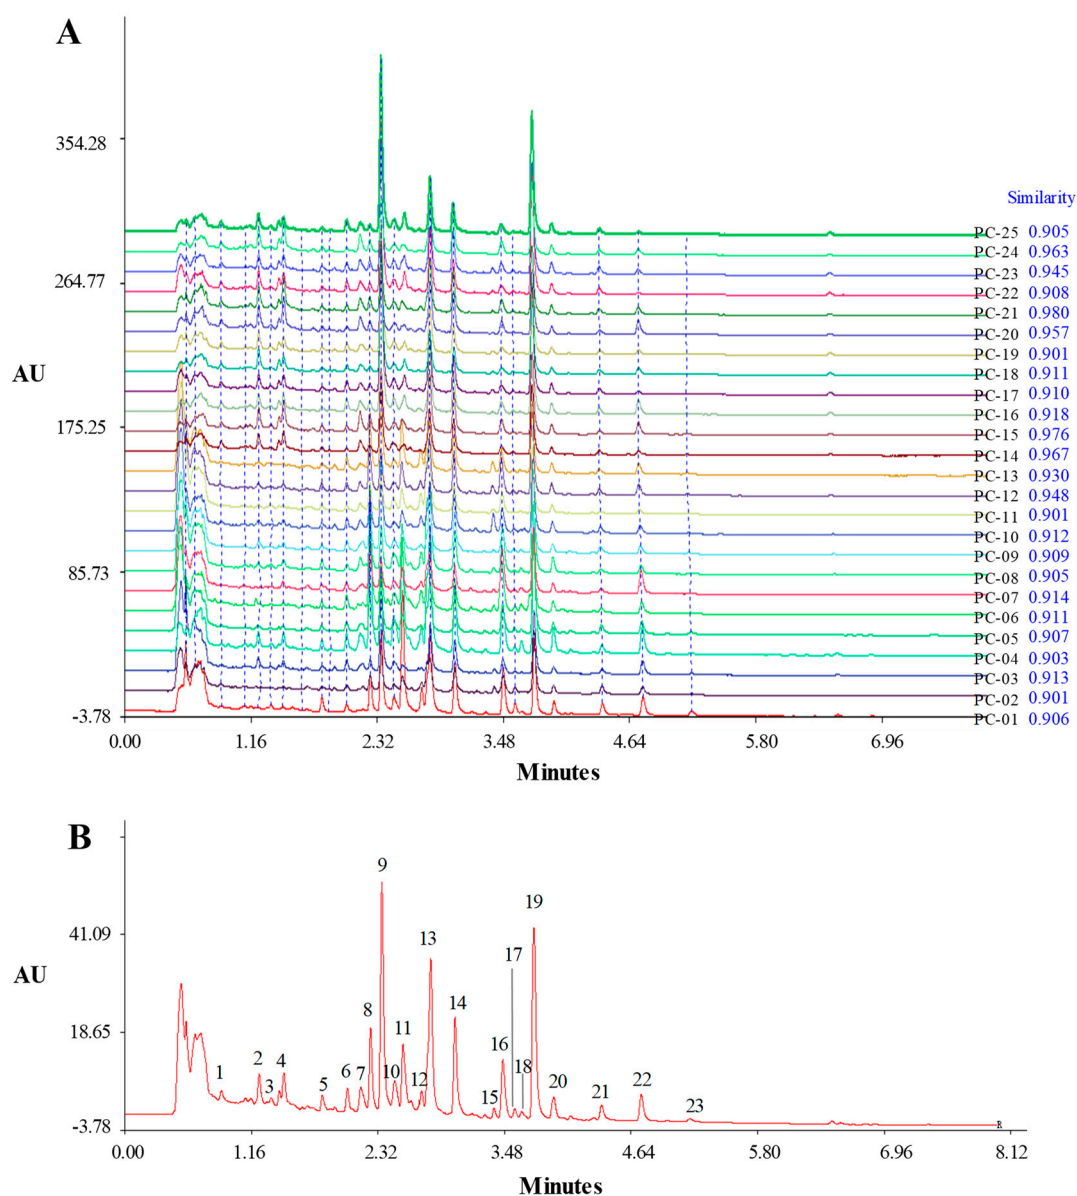 A
354.28
Similarity
PC-25 0.905
PC-24 0.963
264.77
PC-23 0.945
PC-22 0.908
PC-21 0.980
PC-20 0.957
AU
PC-19 0.901
PC-18 0.911
PC-17 0.910
PC-16 0.918
175.25
PC-15 0.976
PC-14 0.967
PC-13 0.930
PC-12 0.948
PC-11 0.901
PC-10 0.912
PC-09 0.909
85.73
PC-08 0.905
PC-07 0.914
PC-06 0.911
PC-05 0.907
PC-04 0.903
PC-03 0.913
PC-02 0.901
-3.78
PC-01 0.906
0.00 1.16 2.32 3.48 4.64 5.80 6.96
Minutes
B
9
19
41.09
13
17
AU
8
14
18.65
11
16
1 2 3 4 5 6 7 10 12 15 18 20 21 22 23
-3.78
R
0.00 1.16 2.32 3.48 4.64 5.80 6.96 8.12
Minutes